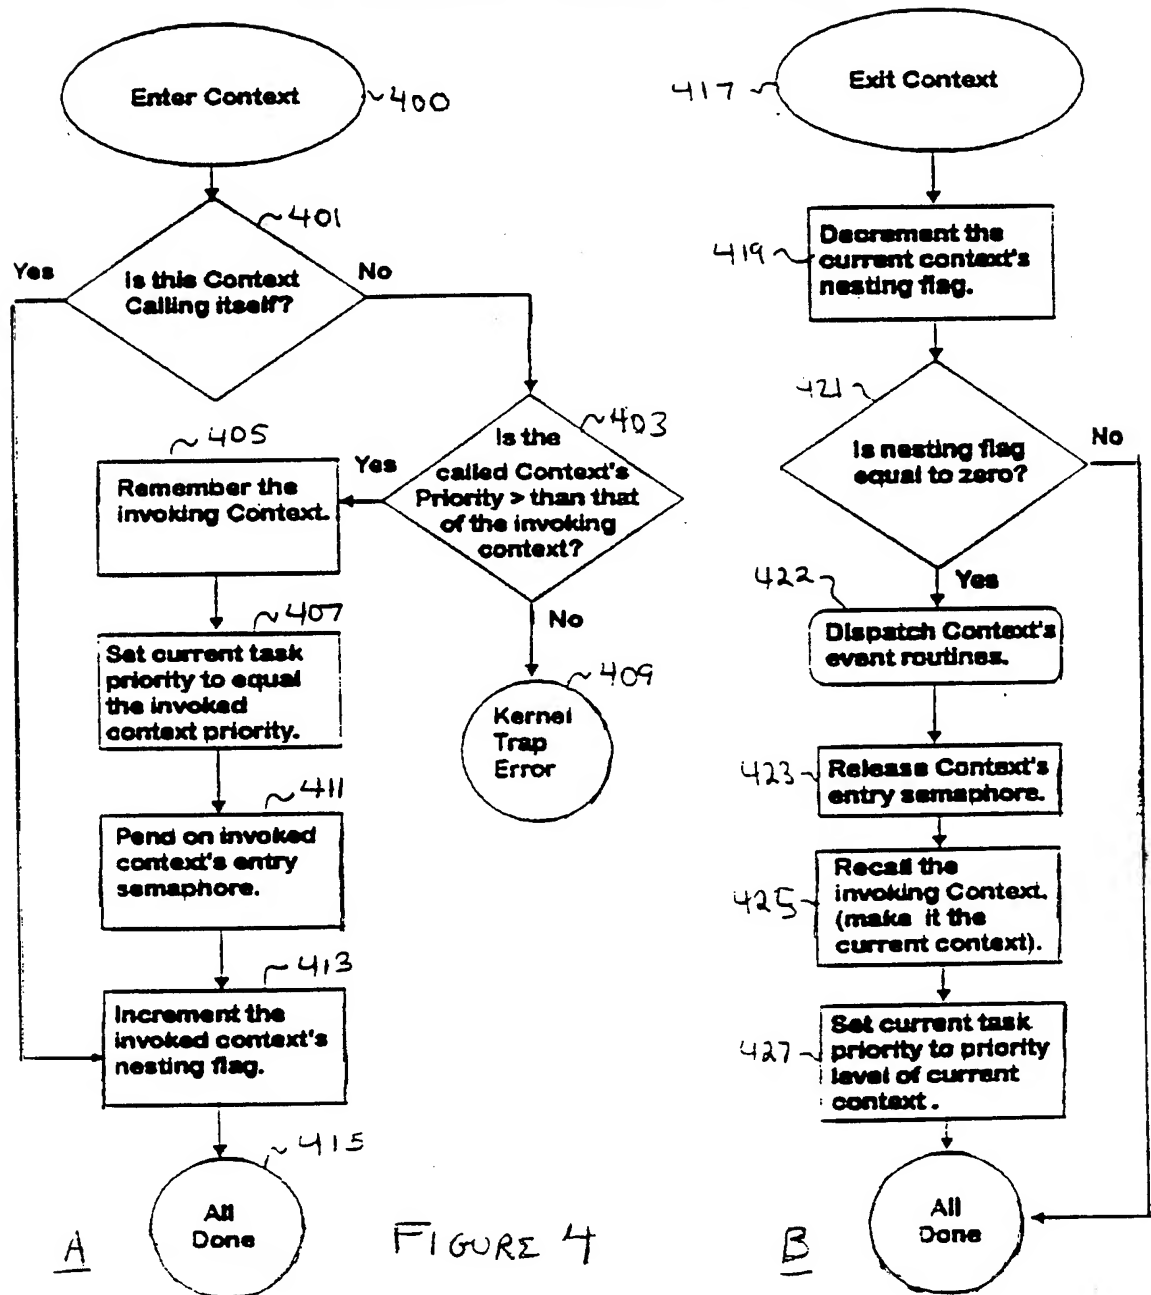 Enter Context
~400
~401
Is this Context
Calling itself?
Yes
No
~403
Is the
called Context's
Priority > than that
of the invoking
context?
Yes
No
~405
Remember the
invoking Context.
~407
Set current task
priority to equal
the invoked
context priority.
~409
Kernel
Trap
Error
~411
Pend on invoked
context's entry
semaphore.
~413
Increment the
invoked context's
nesting flag.
~415
All
Done
A
FIGURE 4
417~
Exit Context
419~
Decrement the
current context's
nesting flag.
421~
Is nesting flag
equal to zero?
No
Yes
422~
Dispatch Context's
event routines.
423~
Release Context's
entry semaphore.
425~
Recall the
invoking Context.
(make it the
current context).
427~
Set current task
priority to priority
level of current
context.
All
Done
B